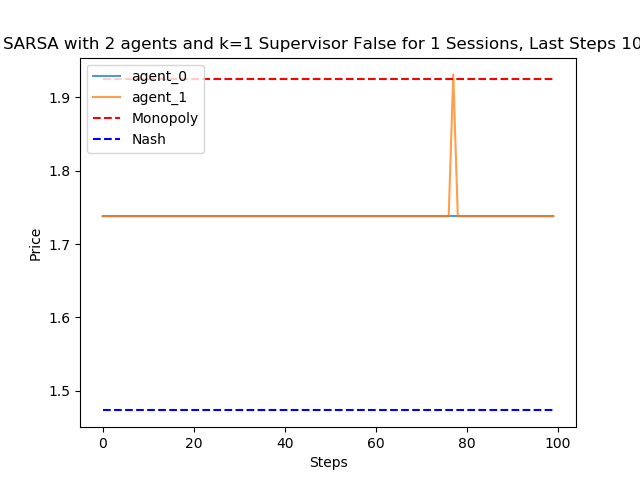 SARSA with 2 agents and k=1 Supervisor False for 1 Sessions, Last Steps 10
agent_0
agent_1
Monopoly
Nash
1.9
1.8
1.7
1.6
1.5
Price
0 20 40 60 80 100
Steps